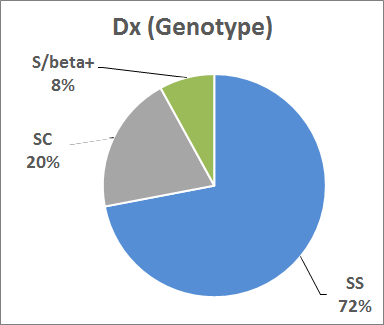 Dx (Genotype)
S/beta+
8%
SC
20%
SS
72%